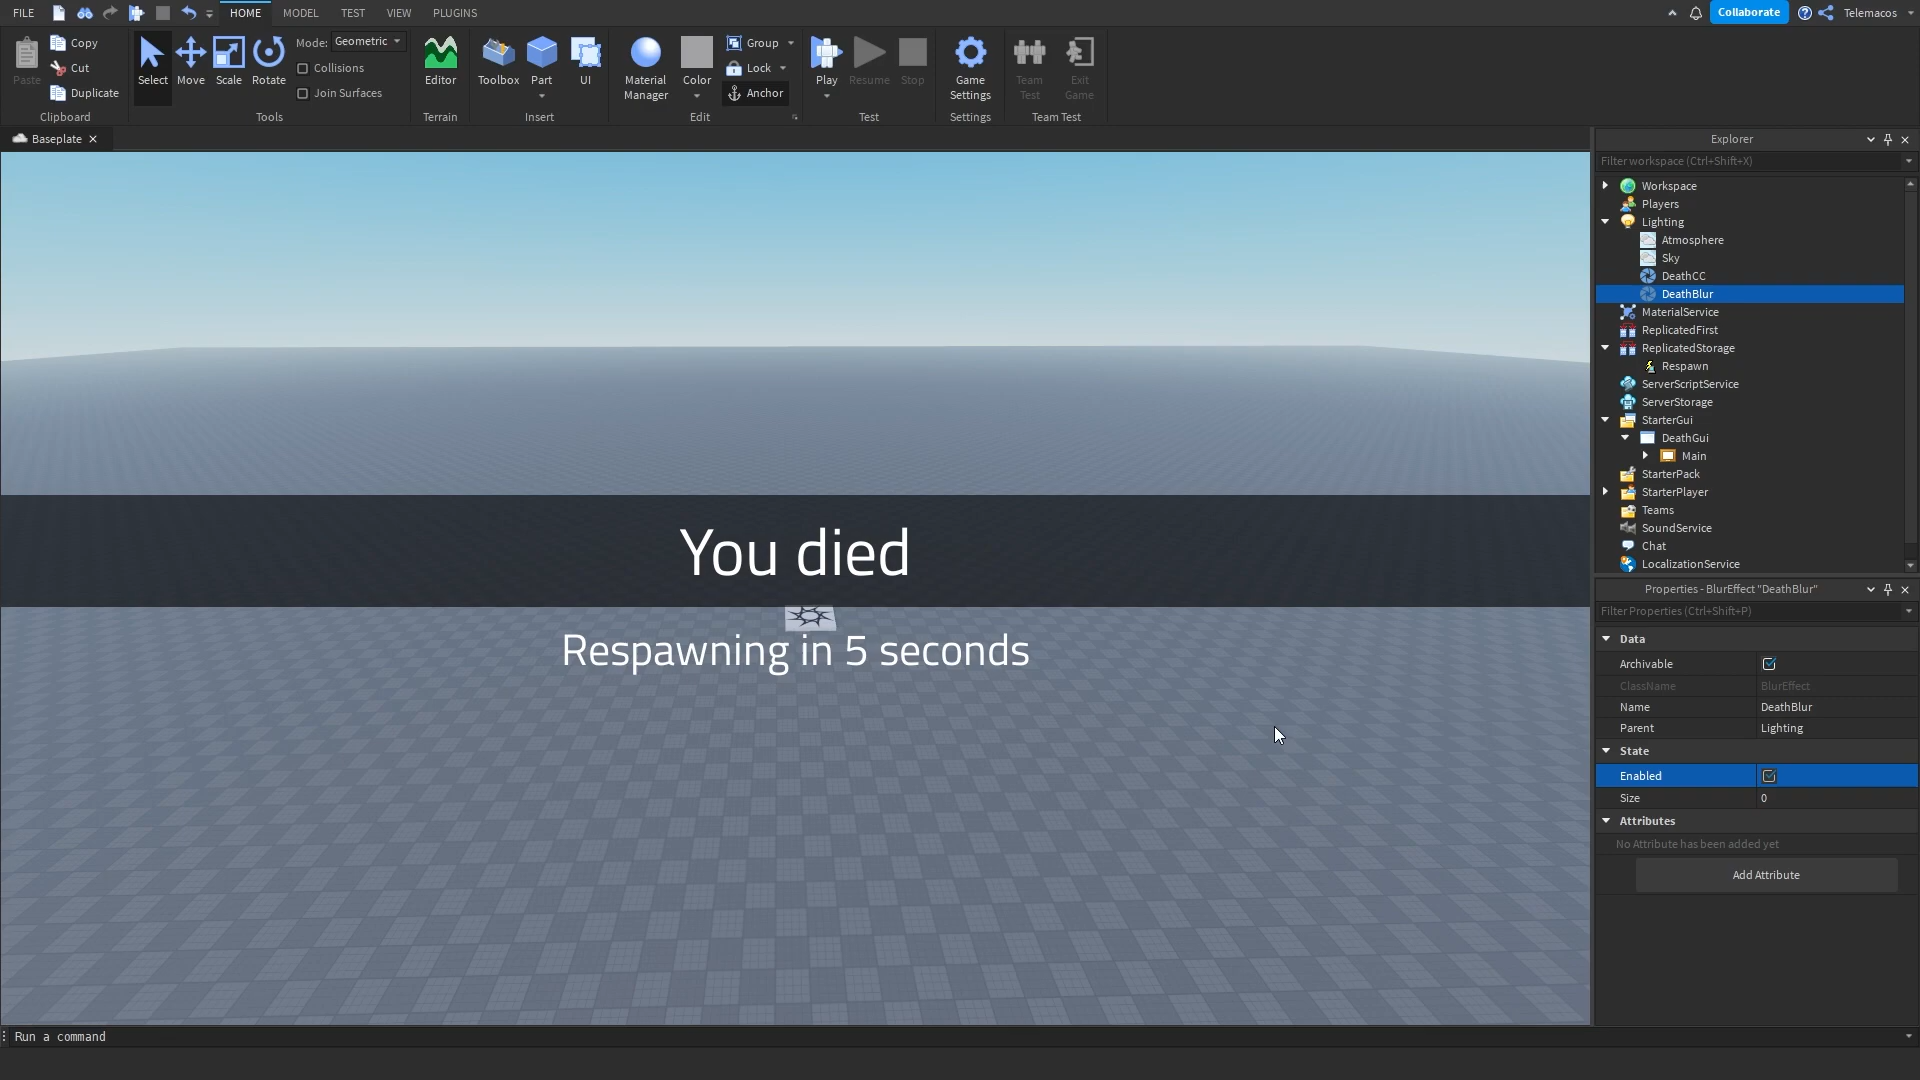 FILE
HOME
MODEL
TEST
VIEW
PLUGINS
Collaborate
Telemacos
Paste
Copy
Cut
Duplicate
Clipboard
Select
Move
Scale
Rotate
Mode: Geometric
Collisions
Join Surfaces
Tools
Editor
Terrain
Toolbox
Part
UI
Insert
Material
Manager
Color
Group
Lock
Anchor
Edit
Play
Resume
Stop
Test
Game
Settings
Settings
Team
Test
Exit
Game
Team Test
Baseplate
You died
Respawning in 5 seconds
Explorer
Filter workspace (Ctrl+Shift+X)
Workspace
Players
Lighting
Atmosphere
Sky
DeathCC
DeathBlur
MaterialService
ReplicatedFirst
ReplicatedStorage
Respawn
ServerScriptService
ServerStorage
StarterGui
DeathGui
Main
StarterPack
StarterPlayer
Teams
SoundService
Chat
LocalizationService
Properties - BlurEffect "DeathBlur"
Filter Properties (Ctrl+Shift+P)
Data
Archivable
ClassName BlurEffect
Name DeathBlur
Parent Lighting
State
Enabled
Size 0
Attributes
No Attribute has been added yet
Add Attribute
Run a command